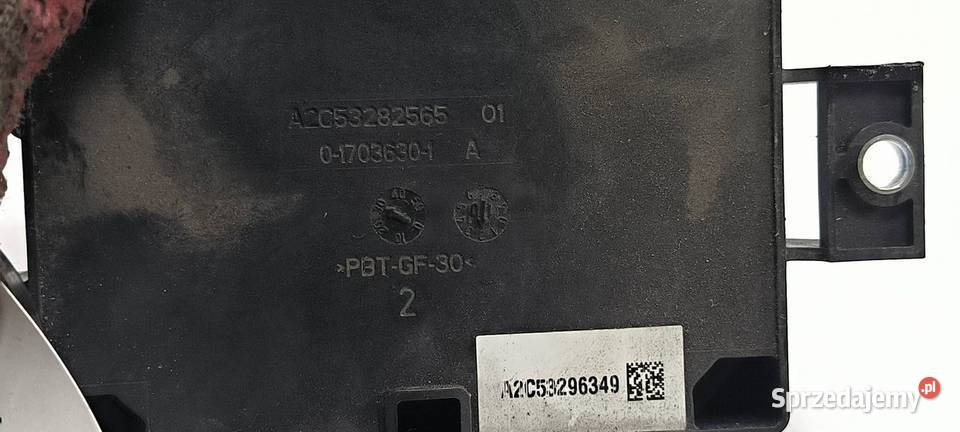 A2C53282565 01
0-1703630-1 A
>PBT-GF-30<
2
A2C53296349
Sprzedajemy.pl